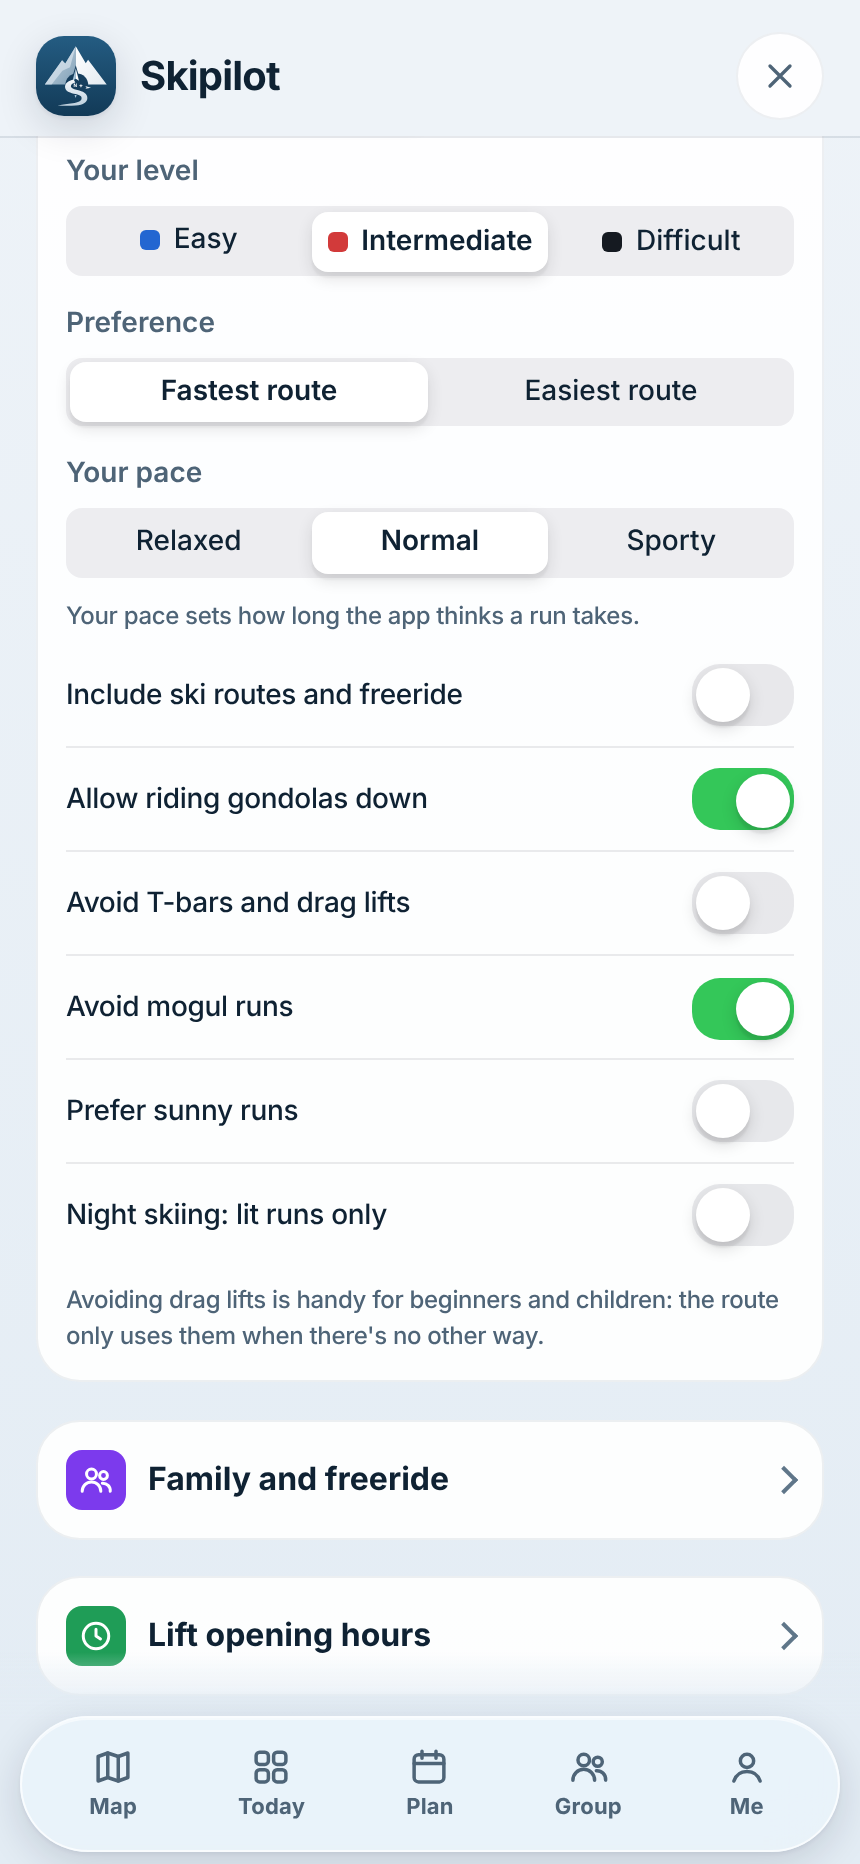 Skipilot
Your level
Easy
Intermediate
Difficult
Preference
Fastest route
Easiest route
Your pace
Relaxed
Normal
Sporty
Your pace sets how long the app thinks a run takes.
Include ski routes and freeride
Allow riding gondolas down
Avoid T-bars and drag lifts
Avoid mogul runs
Prefer sunny runs
Night skiing: lit runs only
Avoiding drag lifts is handy for beginners and children: the route
only uses them when there's no other way.
Family and freeride
Lift opening hours
Map
Today
Plan
Group
Me